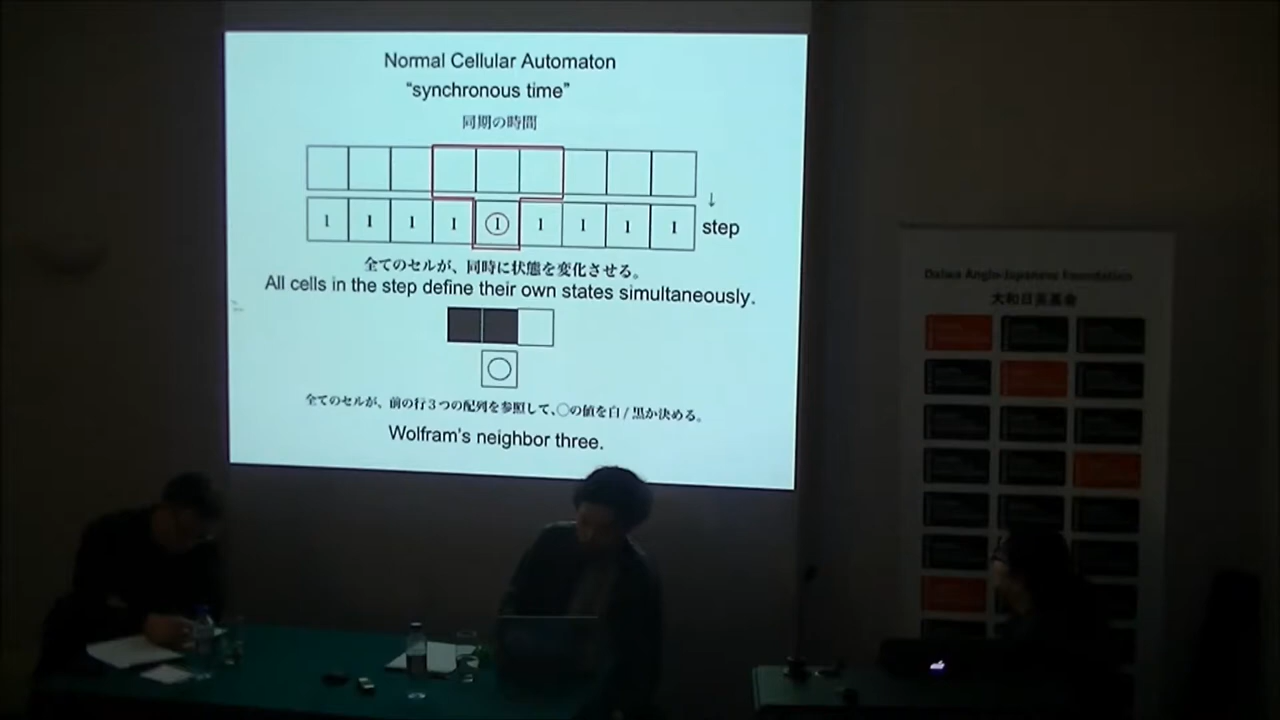 Normal Cellular Automaton
“synchronous time”
同期の時間
1 1 1 1 1 1 1 1 1
↓
step
全てのセルが、同時に状態を変化させる。
All cells in the step define their own states simultaneously.
全てのセルが、前の行３つの配列を参照して、◯の値を白 / 黒か決める。
Wolfram's neighbor three.
Daiwa Anglo-Japanese Foundation
大和日英基金